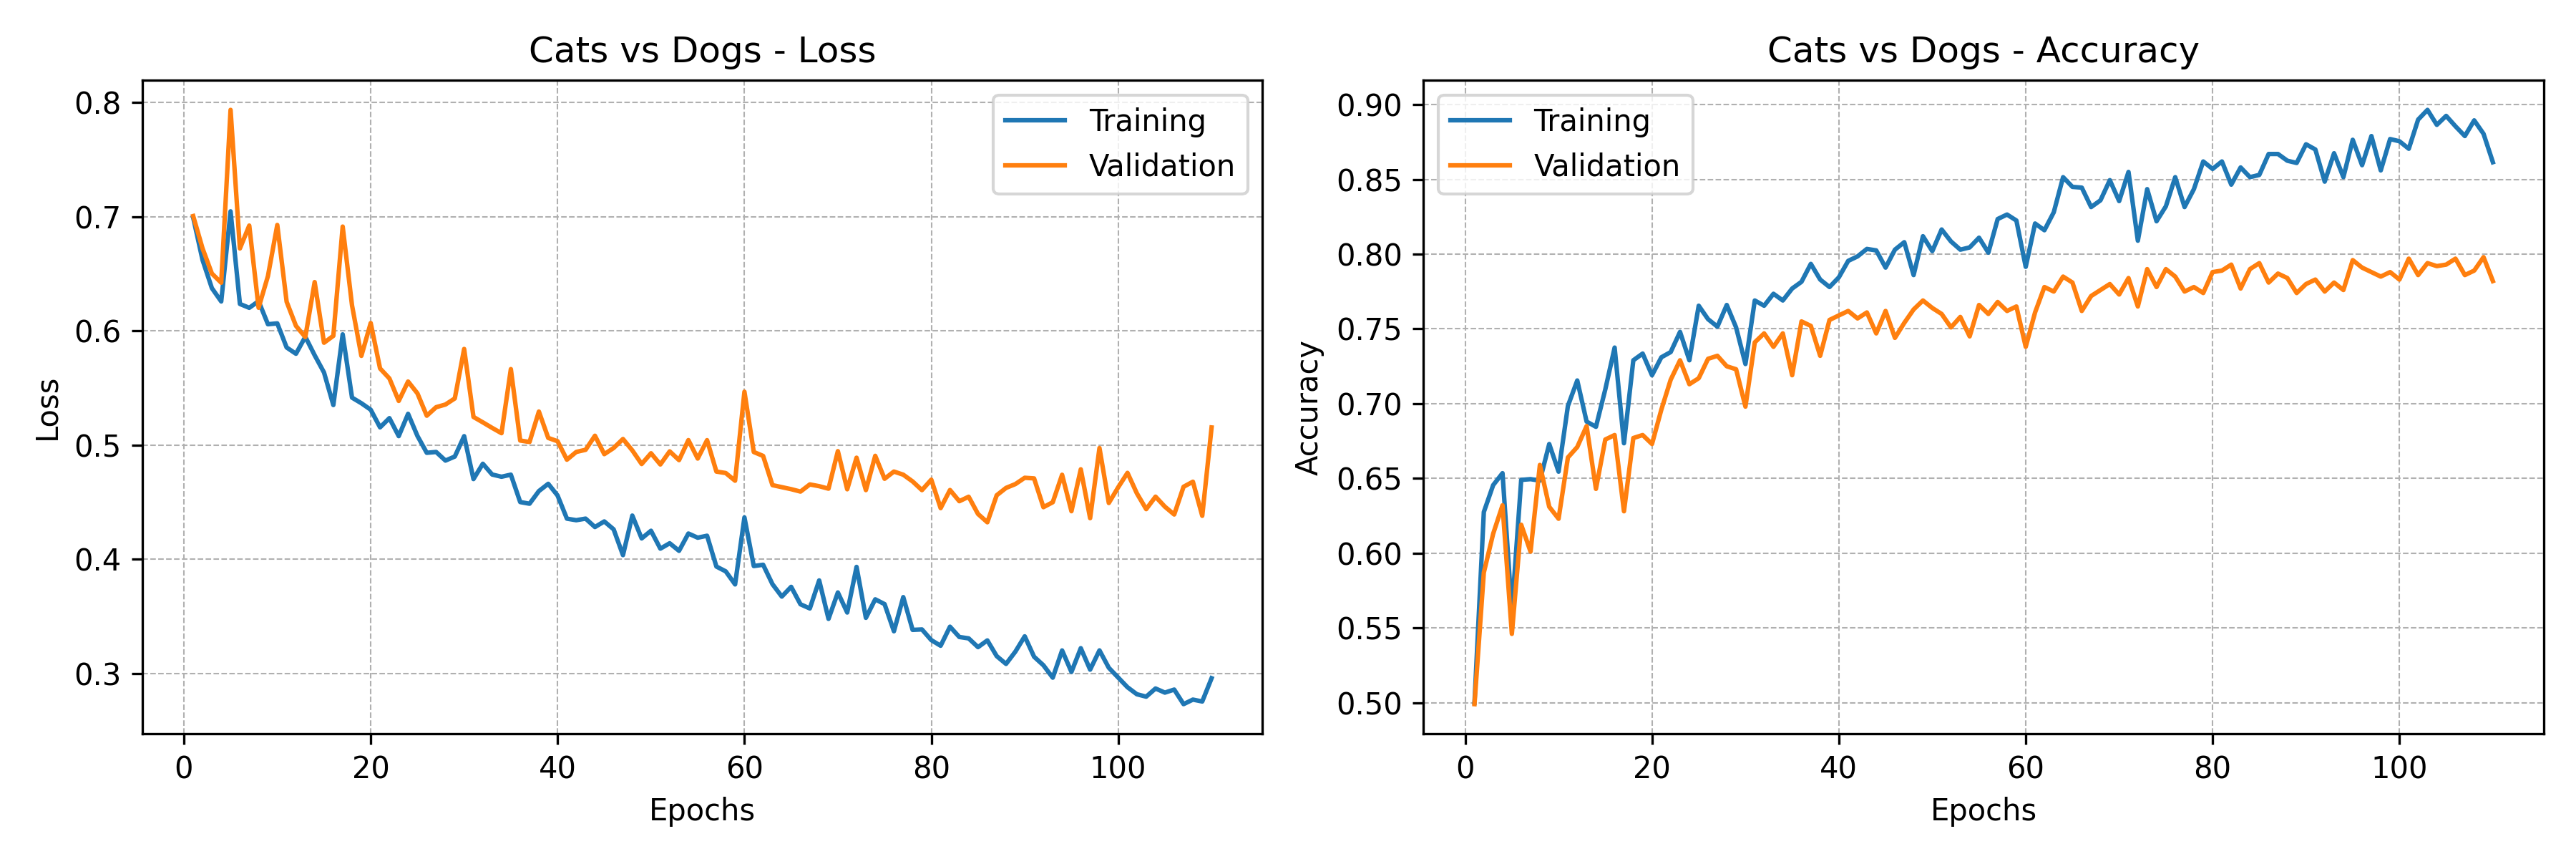 Cats vs Dogs - Loss
Loss
0.8
0.7
0.6
0.5
0.4
0.3
Training
Validation
0 20 40 60 80 100
Epochs
Cats vs Dogs - Accuracy
Accuracy
0.90
0.85
0.80
0.75
0.70
0.65
0.60
0.55
0.50
Training
Validation
0 20 40 60 80 100
Epochs